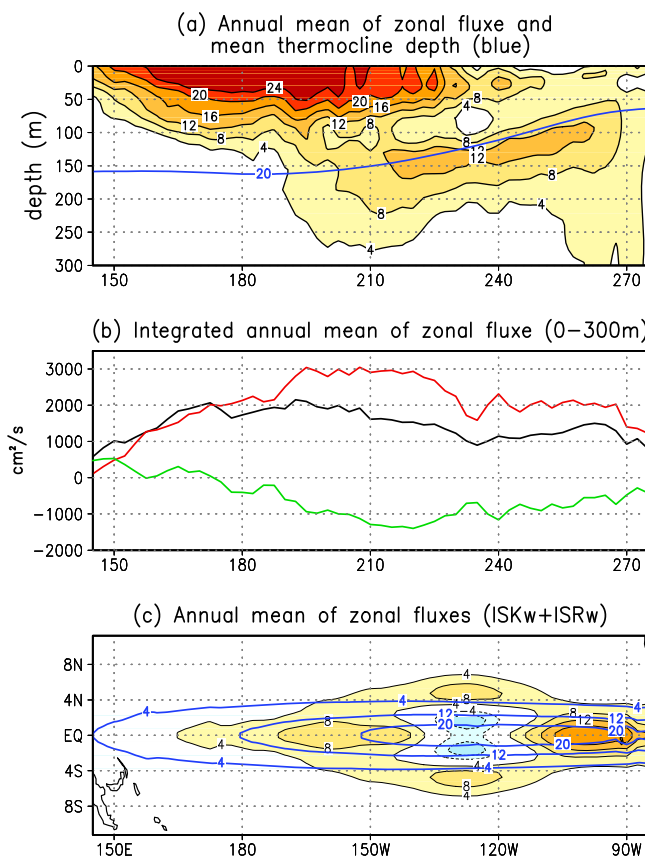 (a) Annual mean of zonal fluxe and
mean thermocline depth (blue)
depth (m)
0
50
100
150
200
250
300
20 24 20 16 16 12 8 4 12 8 4 8 8 12 12 8 4 8 4 20
150 180 210 240 270
(b) Integrated annual mean of zonal fluxe (0–300m)
cm²/s
3000
2000
1000
0
−1000
−2000
150 180 210 240 270
(c) Annual mean of zonal fluxes (ISKw+ISRw)
8N
4N
EQ
4S
8S
4 8 4 4 4 8 12 12 4 12 20 20 20 4 8 4 4 12 4 12 4 8 4
150E 180 150W 120W 90W